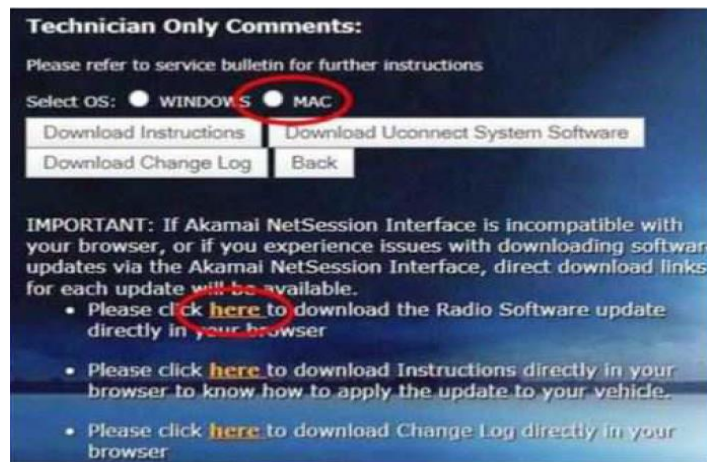 Technician Only Comments:
Please refer to service bulletin for further instructions
Select OS: WINDOWS MAC
Download Instructions Download Uconnect System Software
Download Change Log Back
IMPORTANT: If Akamai NetSession Interface is incompatible with
your browser, or if you experience issues with downloading softwar
updates via the Akamai NetSession Interface, direct download links
for each update will be available.
• Please click here to download the Radio Software update
directly in your browser
• Please click here to download Instructions directly in your
browser to know how to apply the update to your vehicle.
• Please click here to download Change Log directly in your
browser